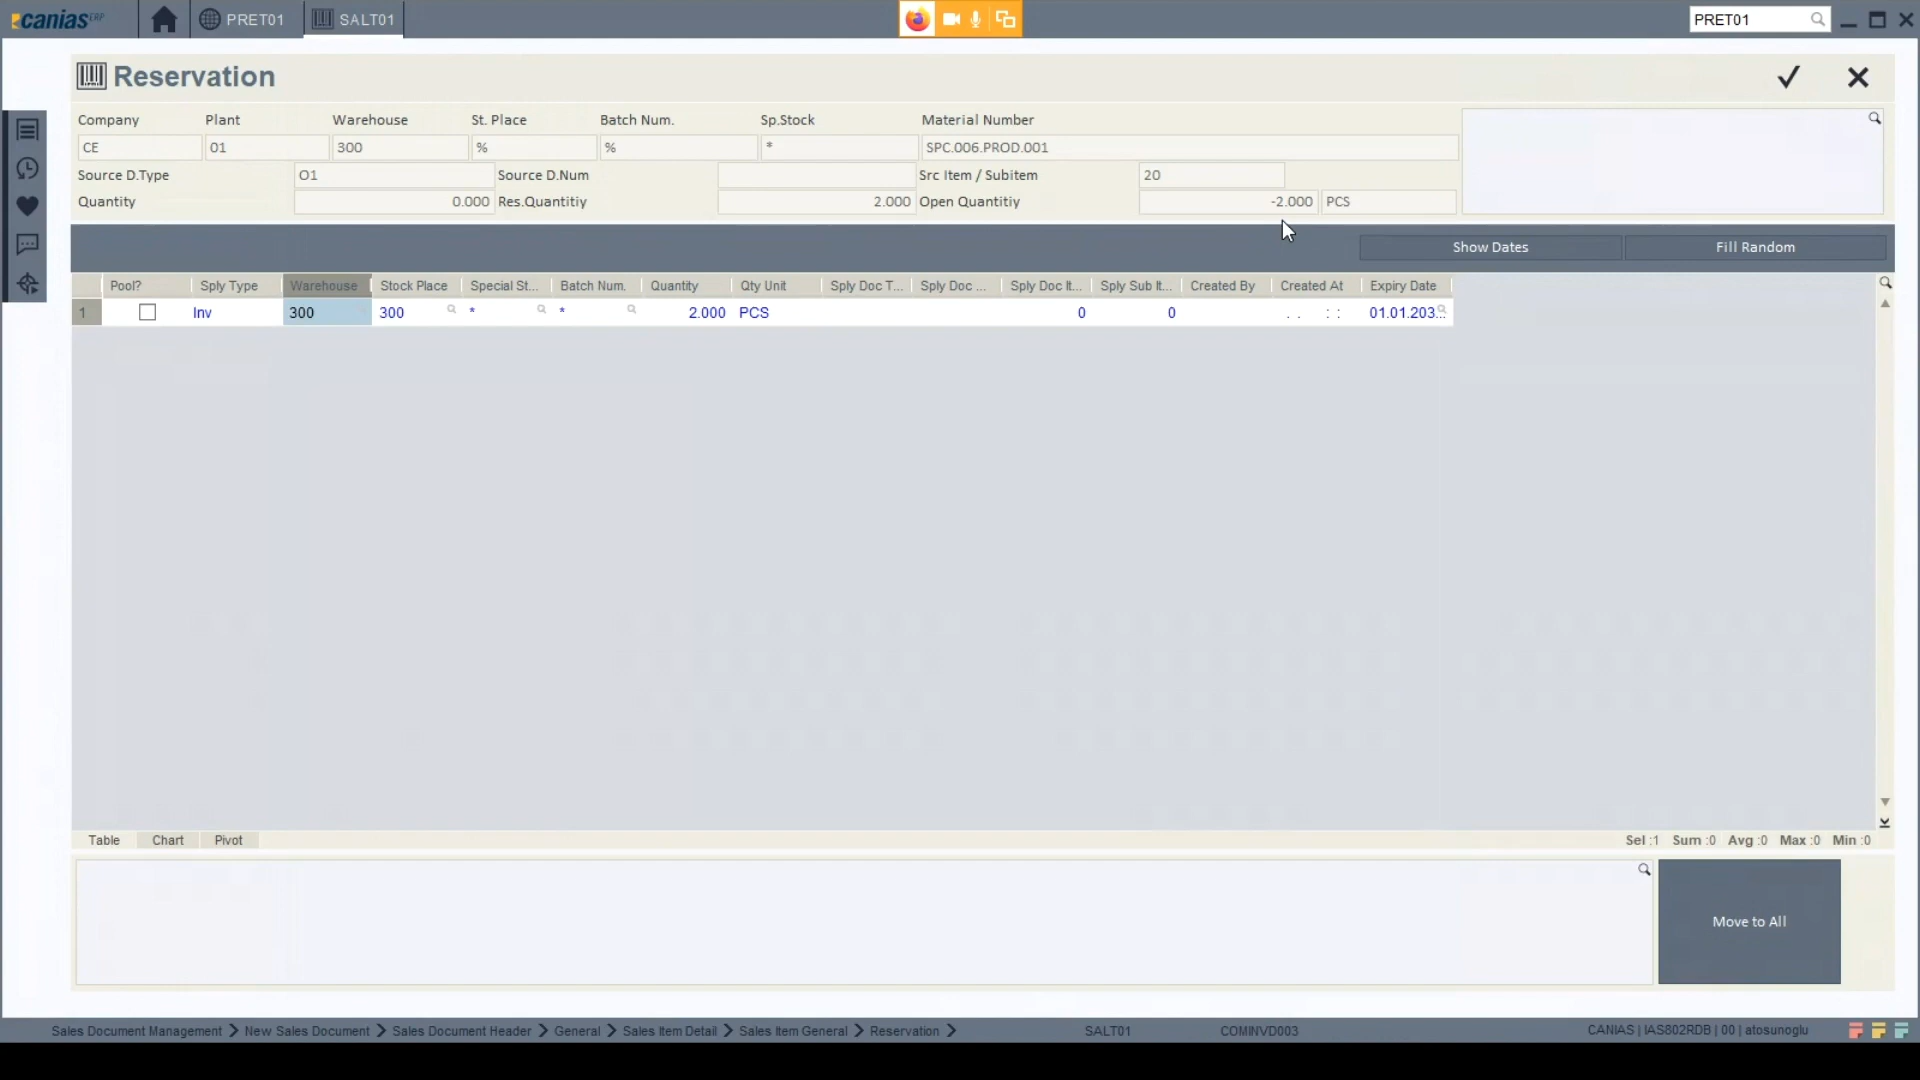 caniasERP PRET01 SALT01 PRET01
Reservation
Company Plant Warehouse St. Place Batch Num. Sp.Stock Material Number
CE 01 300 % % * SPC.006.PROD.001
Source D.Type O1 Source D.Num Src Item / Subitem 20
Quantity 0.000 Res.Quantitiy 2.000 Open Quantitiy -2.000 PCS
Show Dates Fill Random
Pool? Sply Type Warehouse Stock Place Special St... Batch Num. Quantity Qty Unit Sply Doc T... Sply Doc ... Sply Doc It... Sply Sub It... Created By Created At Expiry Date
1 Inv 300 300 * * 2.000 PCS 0 0 . . : : 01.01.203...
Table Chart Pivot Sel :1 Sum :0 Avg :0 Max :0 Min :0
Move to All
Sales Document Management New Sales Document Sales Document Header General Sales Item Detail Sales Item General Reservation SALT01 COMINVD003 CANIAS | IAS802RDB | 00 | atosunoglu